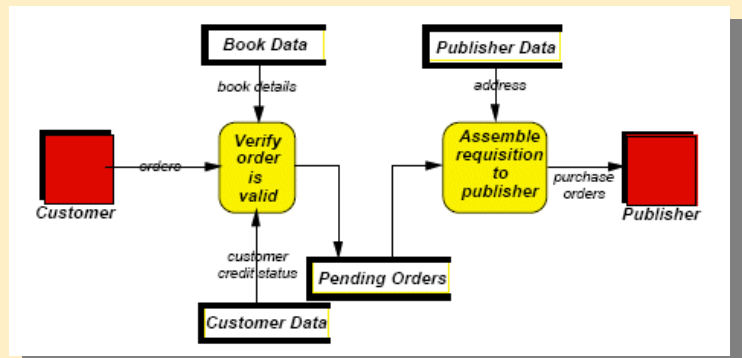 Book Data
Publisher Data
book details
address
Verify
order
is
valid
Assemble
requisition
to
publisher
orders
purchase
orders
Customer
Publisher
customer
credit status
Pending Orders
Customer Data